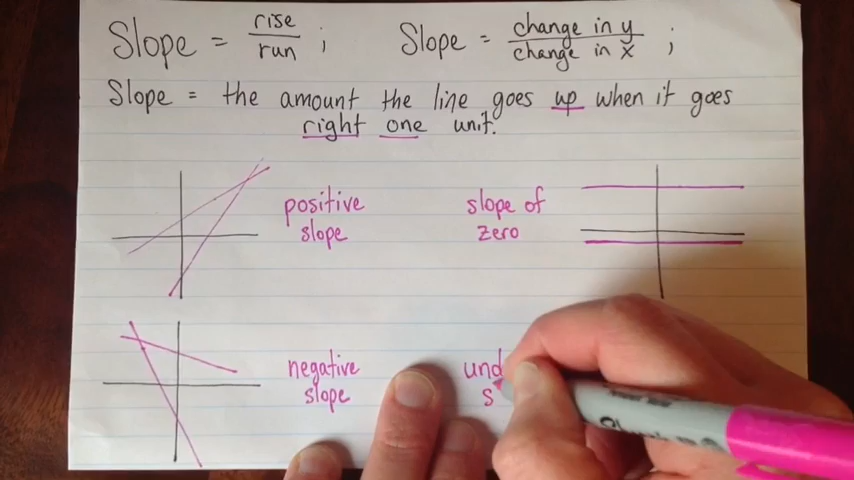 Slope = rise/run ; Slope = change in y/change in x ;
Slope = the amount the line goes up when it goes
right one unit.
positive
slope
slope of
zero
negative
slope
und
s